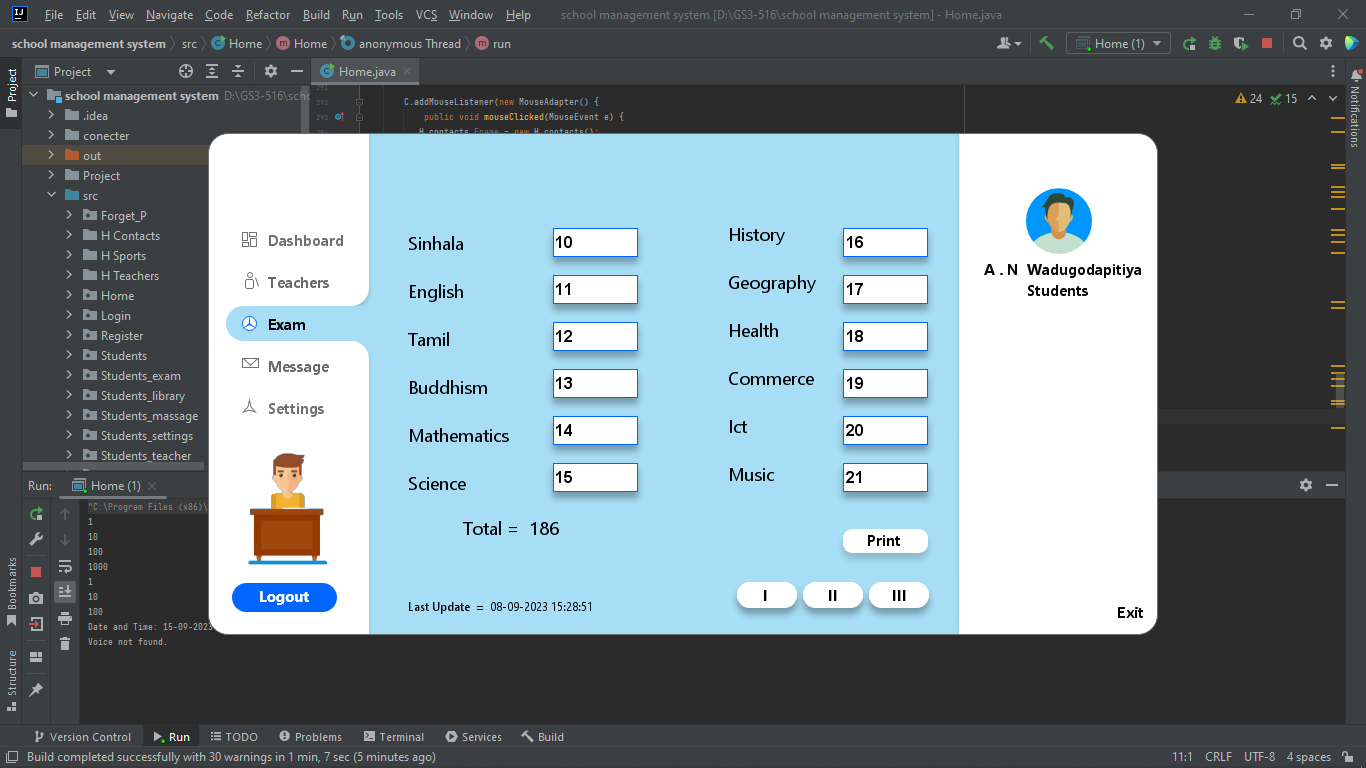 File Edit View Navigate Code Refactor Build Run Tools VCS Window Help school management system [D:\GS3-516\school management system] - Home.java
school management system src Home Home anonymous Thread run Home (1)
Project Home.java
Project
Notifications
Bookmarks
Structure
school management system D:\GS3-516\scho
.idea
conecter
out
Project
src
Forget_P
H Contacts
H Sports
H Teachers
Home
Login
Register
Students
Students_exam
Students_library
Students_massage
Students_settings
Students_teacher
292 C.addMouseListener(new MouseAdapter() {
293 public void mouseClicked(MouseEvent e) {
H_contacts Frame = new H_contacts();
24 15
Dashboard
Teachers
Exam
Message
Settings
Logout
Sinhala 10
English 11
Tamil 12
Buddhism 13
Mathematics 14
Science 15
History 16
Geography 17
Health 18
Commerce 19
Ict 20
Music 21
Total = 186
Print
Last Update = 08-09-2023 15:28:51
I II III
A . N Wadugodapitiya
Students
Exit
Run: Home (1)
"C:\Program Files (x86)\
1
10
100
1000
1
10
100
Date and Time: 15-09-2023
Voice not found.
Version Control Run TODO Problems Terminal Services Build
Build completed successfully with 30 warnings in 1 min, 7 sec (5 minutes ago) 11:1 CRLF UTF-8 4 spaces